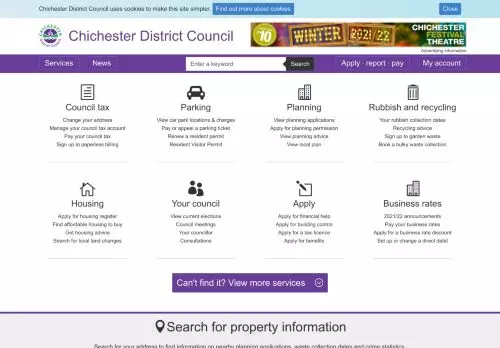 Chichester District Council uses cookies to make this site simpler. Find out more about cookies Close
Chichester District Council
£10 WINTER 2021/22 CHICHESTER FESTIVAL THEATRE
Advertising information
Services News Enter a keyword Search Apply · report · pay My account
Council tax Parking Planning Rubbish and recycling
Change your address View car park locations & charges View planning applications Your rubbish collection dates
Manage your council tax account Pay or appeal a parking ticket Apply for planning permission Recycling advice
Pay your council tax Renew a resident permit View planning advice Sign up to garden waste
Sign up to paperless billing Resident Visitor Permit View local plan Book a bulky waste collection
Housing Your council Apply Business rates
Apply for housing register View current elections Apply for financial help 2021/22 announcements
Find affordable housing to buy Council meetings Apply for building control Pay your business rates
Get housing advice Your councillor Apply for a taxi licence Apply for a business rate discount
Search for local land changes Consultations Apply for benefits Set up or change a direct debit
Can't find it? View more services
Search for property information
Search for your address to find information on nearby planning applications, waste collection dates and crime statistics